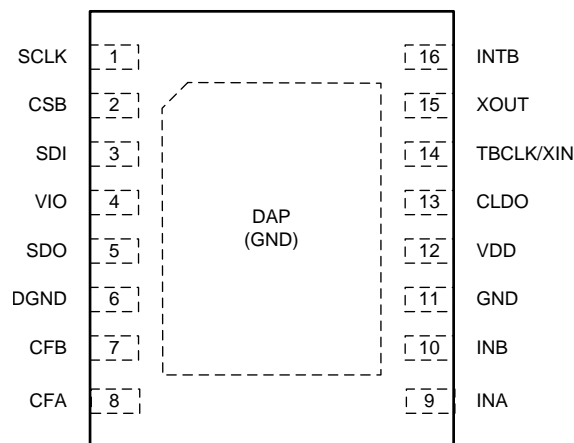 SCLK 1 16 INTB
CSB 2 15 XOUT
SDI 3 14 TBCLK/XIN
VIO 4 13 CLDO
DAP
(GND)
SDO 5 12 VDD
DGND 6 11 GND
CFB 7 10 INB
CFA 8 9 INA